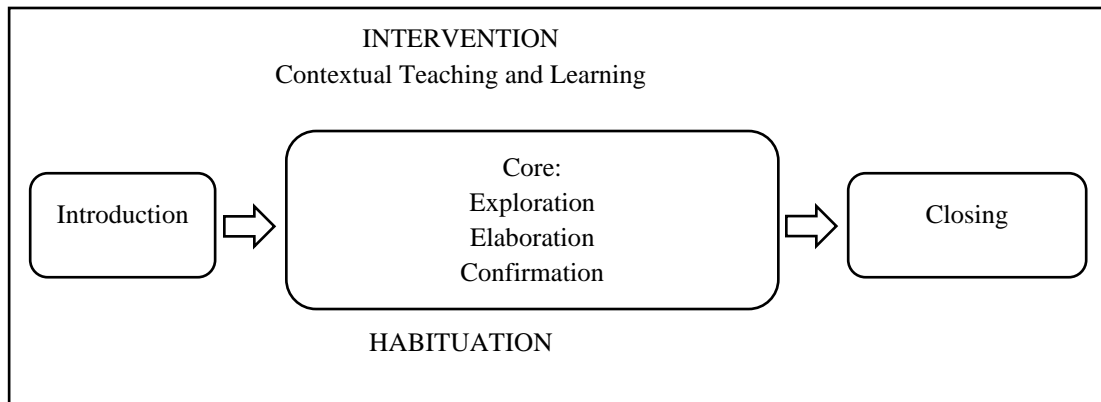 INTERVENTION
Contextual Teaching and Learning
Introduction
Core:
Exploration
Elaboration
Confirmation
Closing
HABITUATION